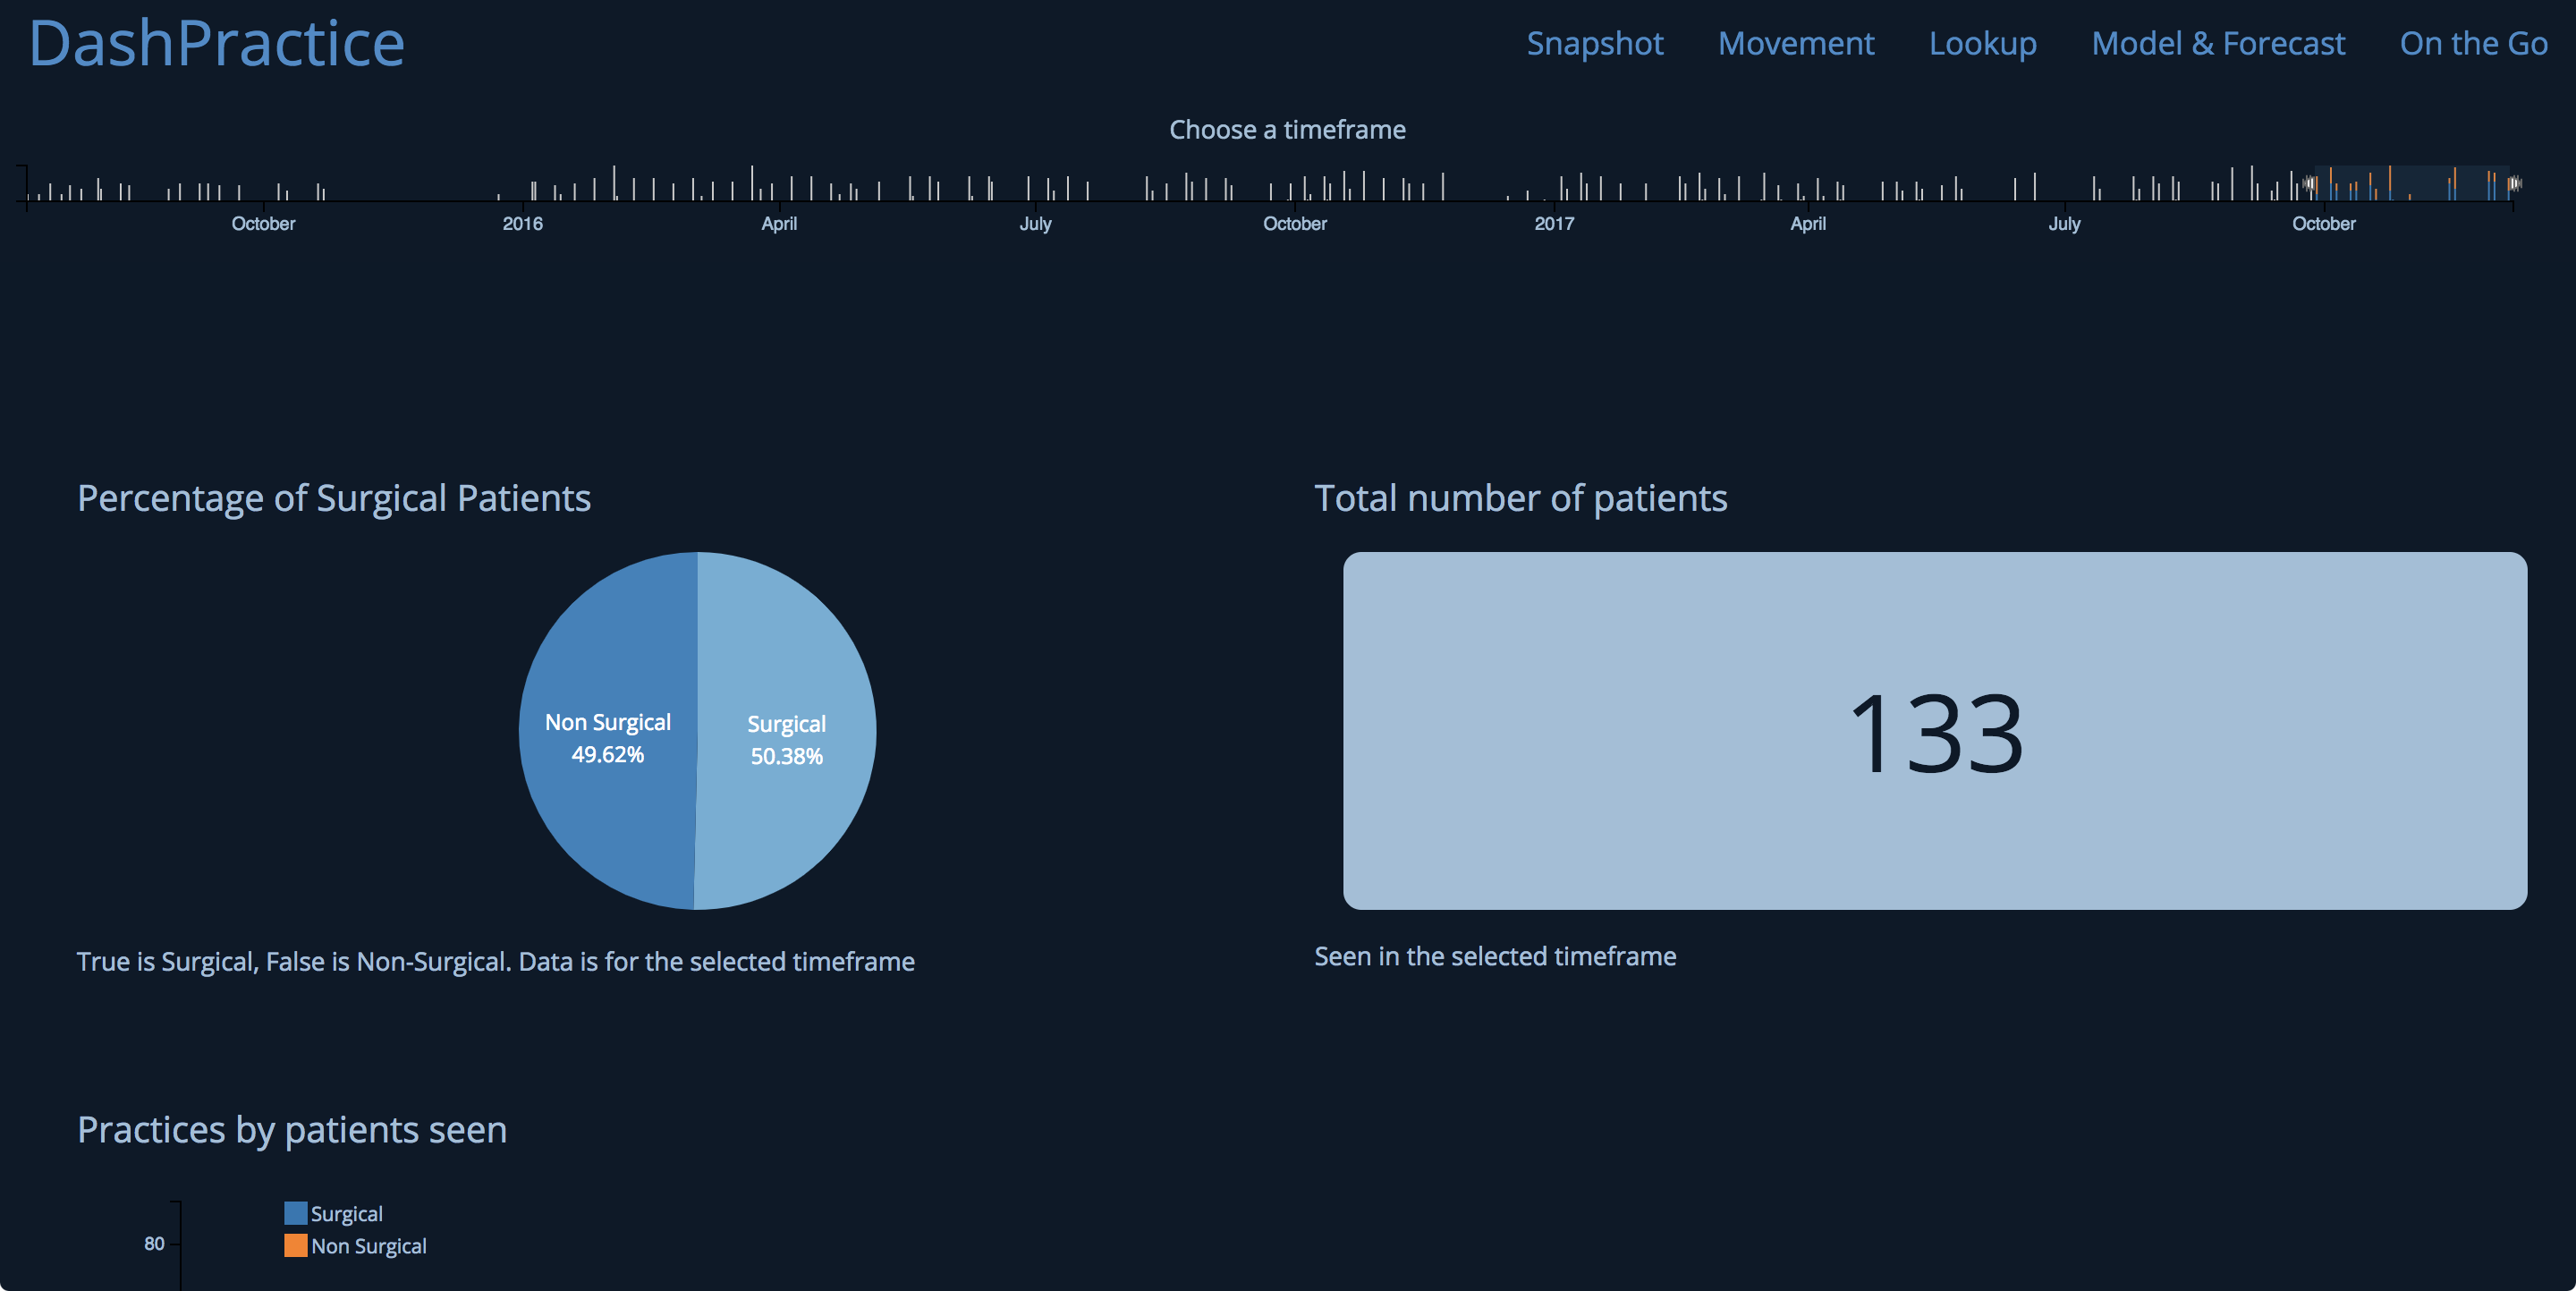 DashPractice
Snapshot Movement Lookup Model & Forecast On the Go
Choose a timeframe
October 2016 April July October 2017 April July October
Percentage of Surgical Patients
Total number of patients
Non Surgical
49.62%
Surgical
50.38%
133
True is Surgical, False is Non-Surgical. Data is for the selected timeframe
Seen in the selected timeframe
Practices by patients seen
Surgical
Non Surgical
80